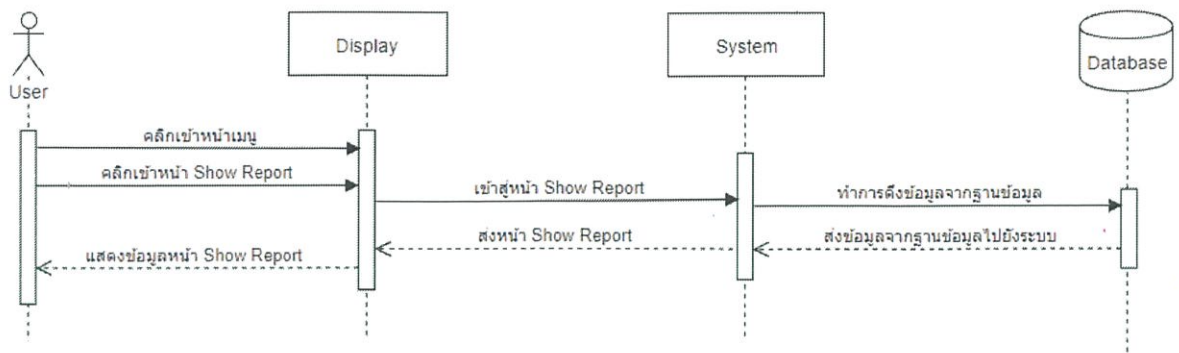 User
Display
System
Database
คลิกเข้าหน้าเมนู
คลิกเข้าหน้า Show Report
เข้าสู่หน้า Show Report
ทำการดึงข้อมูลจากฐานข้อมูล
ส่งข้อมูลจากฐานข้อมูลไปยังระบบ
ส่งหน้า Show Report
แสดงข้อมูลหน้า Show Report